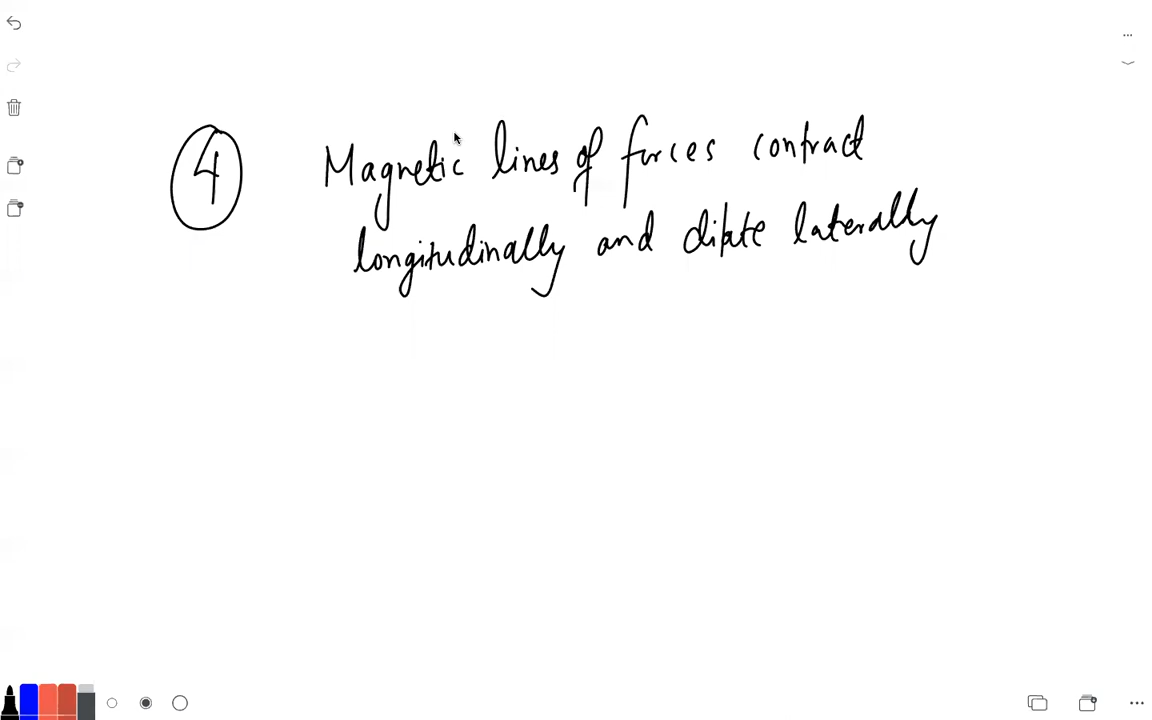 4 Magnetic lines of forces contract
longitudinally and dilate laterally